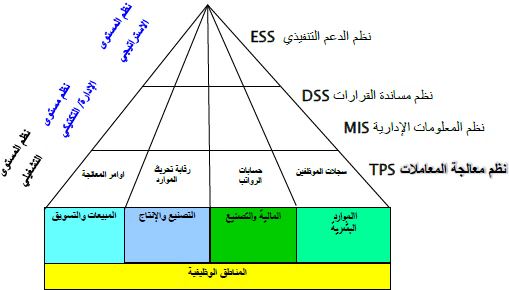 نظم المستوى
الاستراتيجي
نظم الدعم التنفيذي ESS
نظم مستوى
الإدارة/ التكتيكي
نظم مساندة القرارات DSS
نظم المعلومات الإدارية MIS
نظم المستوى
التشغيلي
نظم معالجة المعاملات TPS
سجلات الموظفين
حسابات
الرواتب
رقابة تحريك
الموارد
اوامر المعالجة
االموارد
البشرية
المالية والتصنيع
التصنيع والإنتاج
المبيعات والتسويق
المناطق الوظيفية